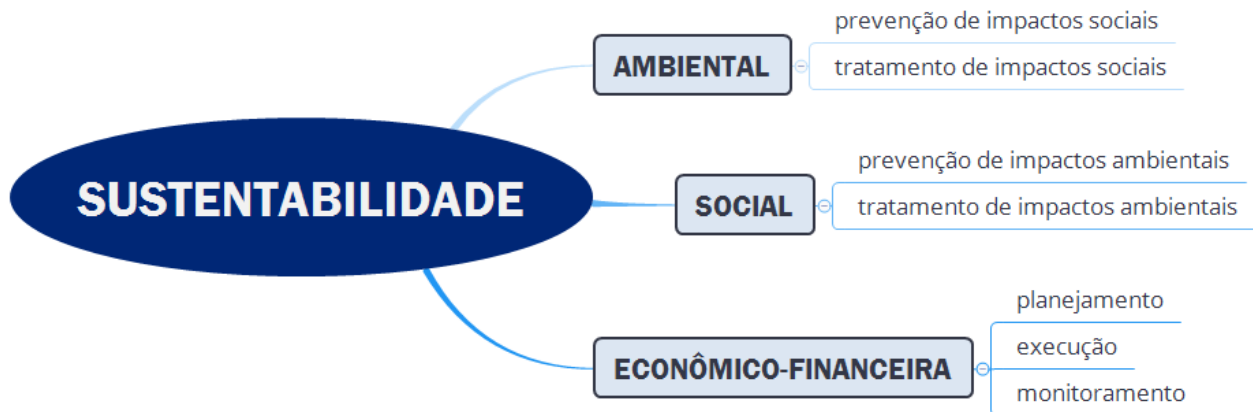 SUSTENTABILIDADE
AMBIENTAL
prevenção de impactos sociais
tratamento de impactos sociais
SOCIAL
prevenção de impactos ambientais
tratamento de impactos ambientais
ECONÔMICO-FINANCEIRA
planejamento
execução
monitoramento